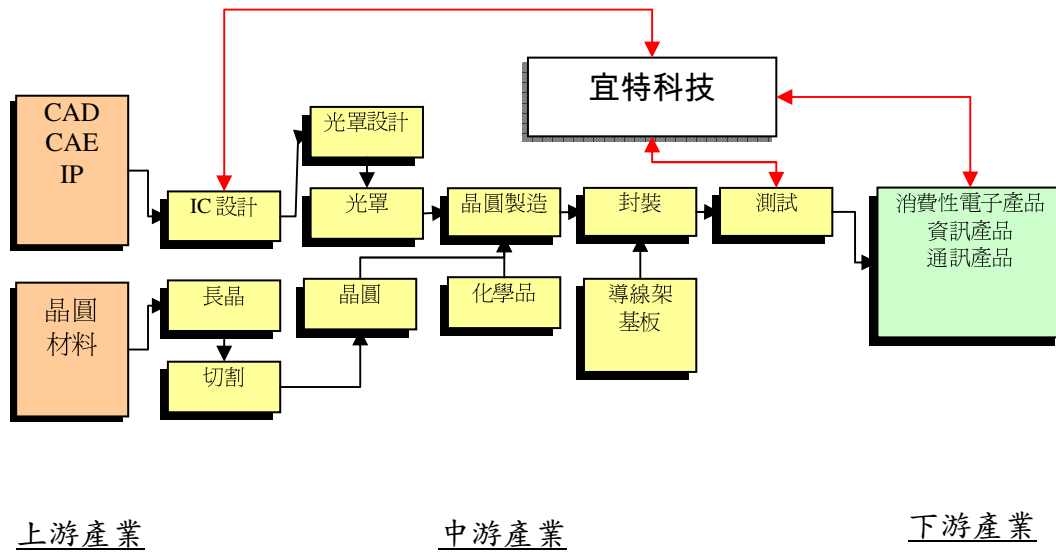 宜特科技
CAD
CAE
IP
光罩設計
IC 設計
光罩
晶圓製造
封裝
測試
消費性電子產品
資訊產品
通訊產品
晶圓
材料
長晶
切割
晶圓
化學品
導線架
基板
上游產業
中游產業
下游產業